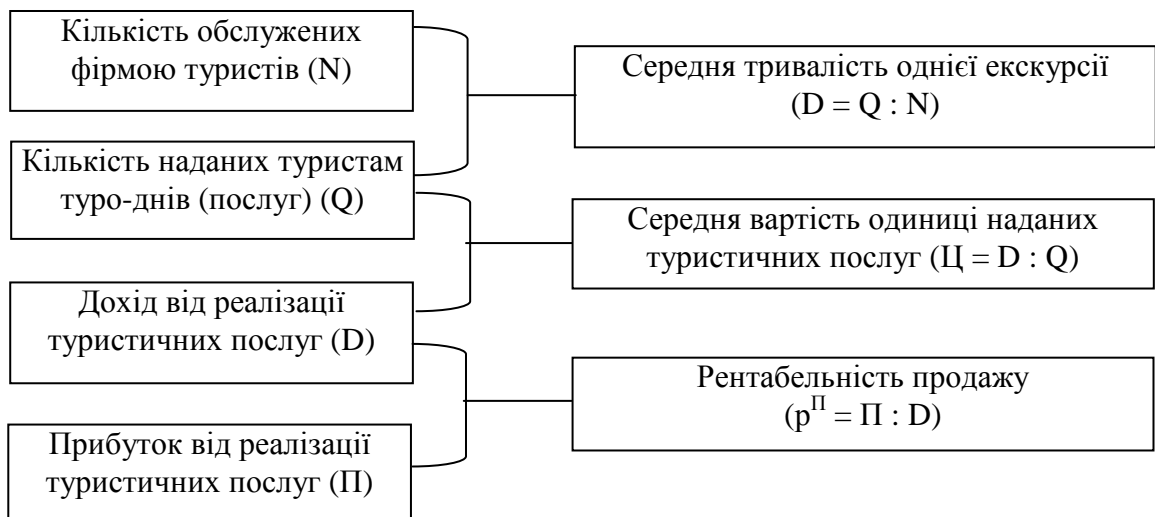 Кількість обслужених
фірмою туристів (N)
Середня тривалість однієї екскурсії
(D = Q : N)
Кількість наданих туристам
туро-днів (послуг) (Q)
Середня вартість одиниці наданих
туристичних послуг (Ц = D : Q)
Дохід від реалізації
туристичних послуг (D)
Рентабельність продажу
(р^П = П : D)
Прибуток від реалізації
туристичних послуг (П)